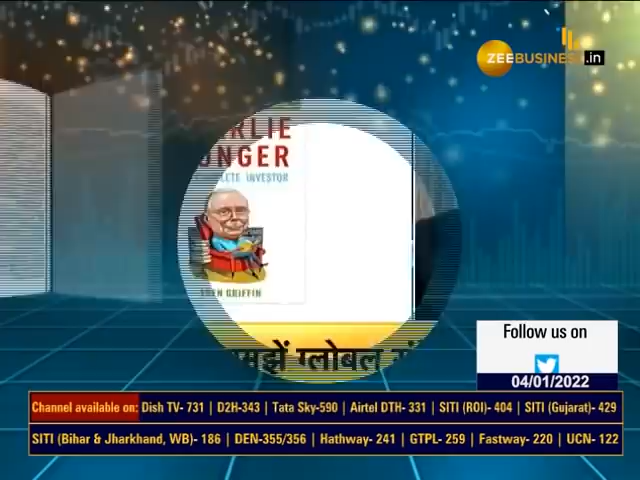 ZEEBUSINESS.in
RLIE
UNGER
LETE INVESTOR
EN GRIFFIN
मझें ग्लोबल
Follow us on
04/01/2022
Channel available on: Dish TV- 731 | D2H-343 | Tata Sky-590 | Airtel DTH- 331 | SITI (ROI)- 404 | SITI (Gujarat)- 429
SITI (Bihar & Jharkhand, WB)- 186 | DEN-355/356 | Hathway- 241 | GTPL- 259 | Fastway- 220 | UCN- 122